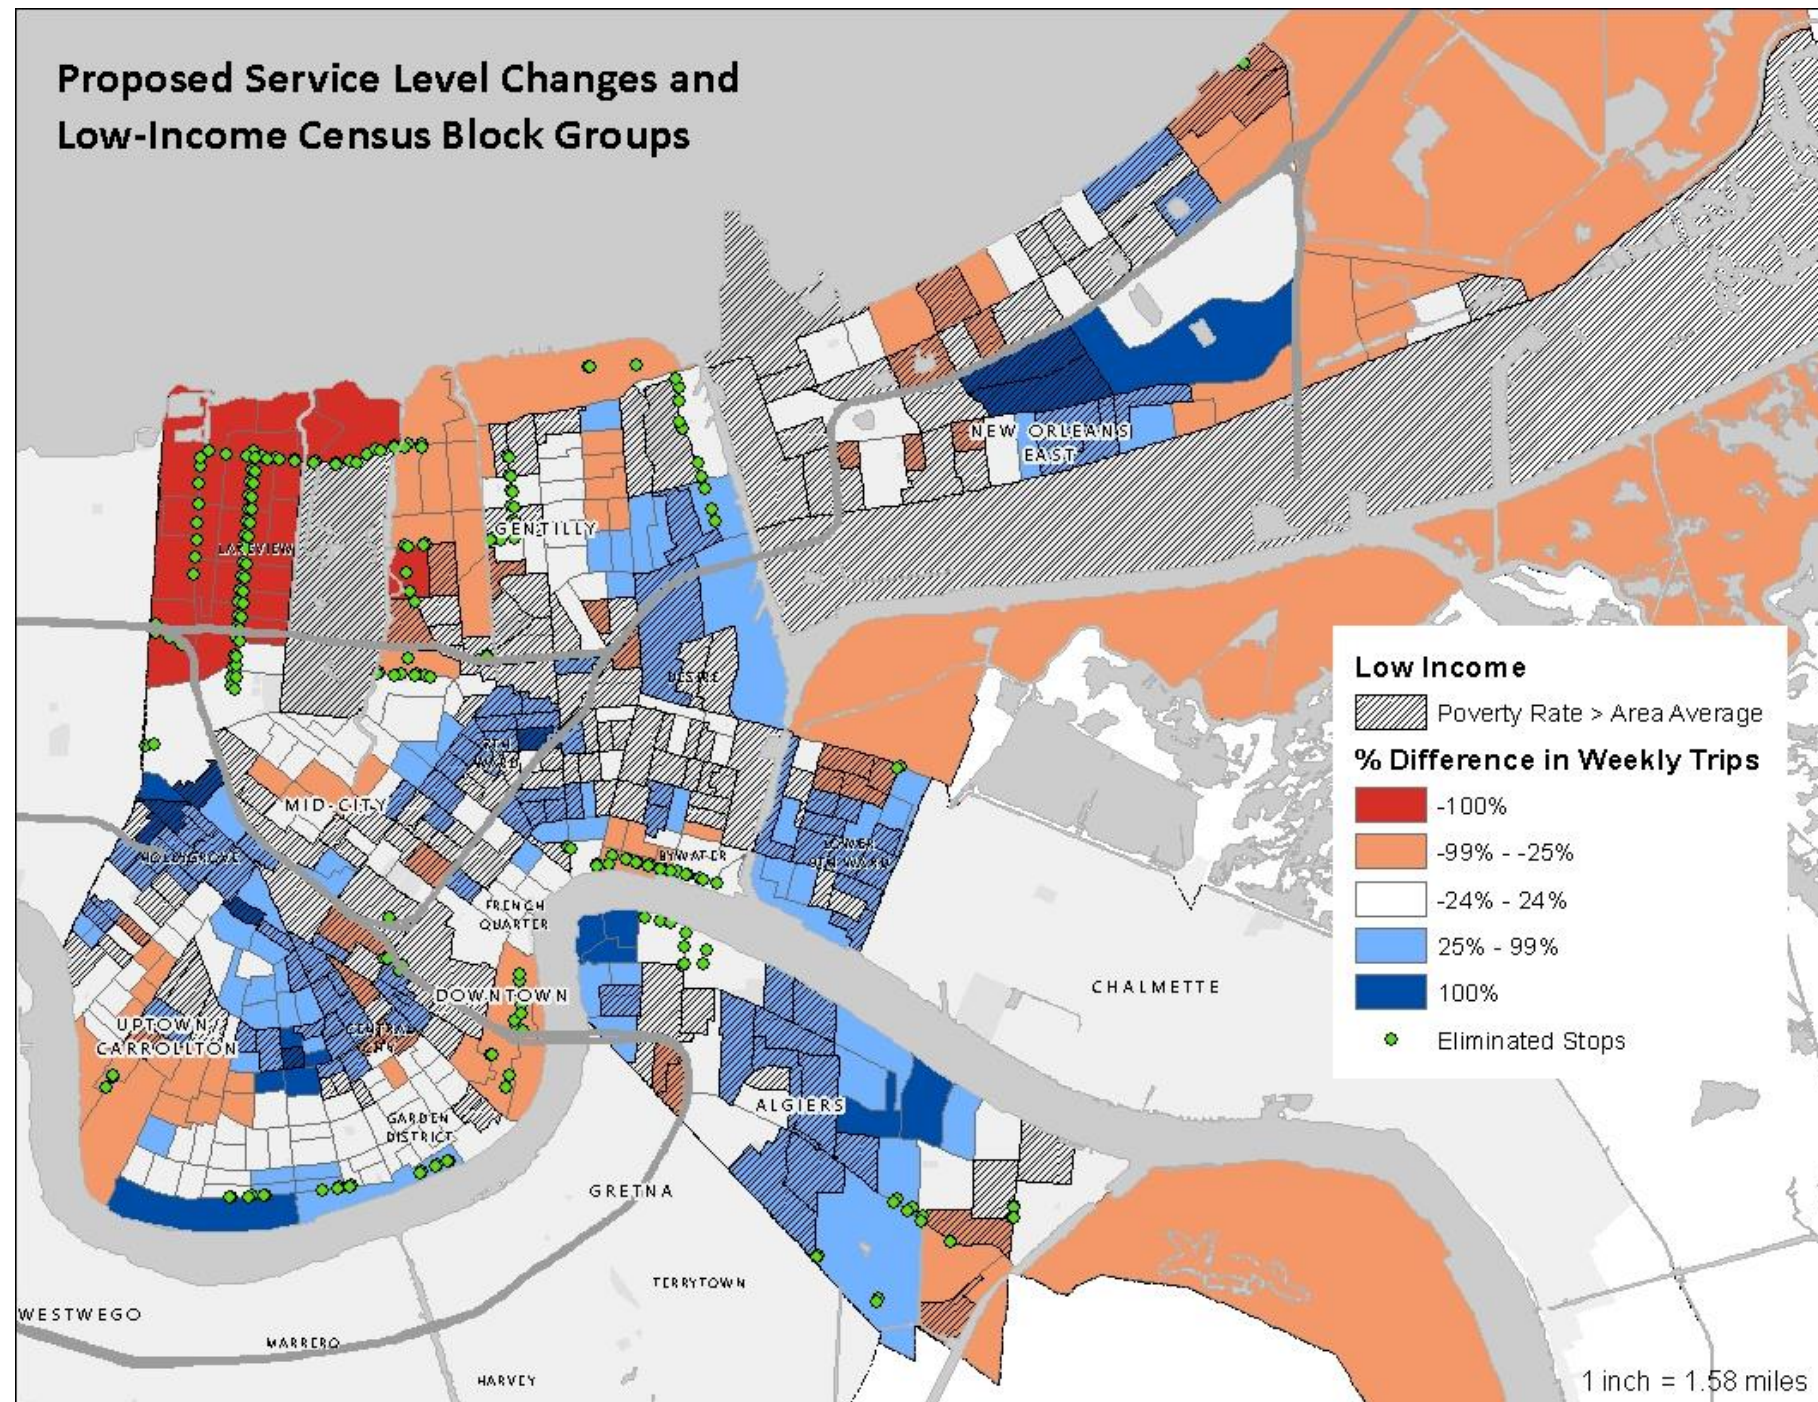 Proposed Service Level Changes and
Low-Income Census Block Groups
NEW ORLEANS
EAST
GENTILLY
LAKEVIEW
DESIRE
7TH
WARD
MID-CITY
HOLLYGROVE
BYWATER
LOWER
9TH WARD
FRENCH
QUARTER
DOWNTOWN
CHALMETTE
UPTOWN/
CARROLLTON
CENTRAL
CITY
ALGIERS
GARDEN
DISTRICT
GRETNA
TERRYTOWN
WESTWEGO
MARRERO
HARVEY
Low Income
Poverty Rate > Area Average
% Difference in Weekly Trips
-100%
-99% - -25%
-24% - 24%
25% - 99%
100%
Eliminated Stops
1 inch = 1.58 miles